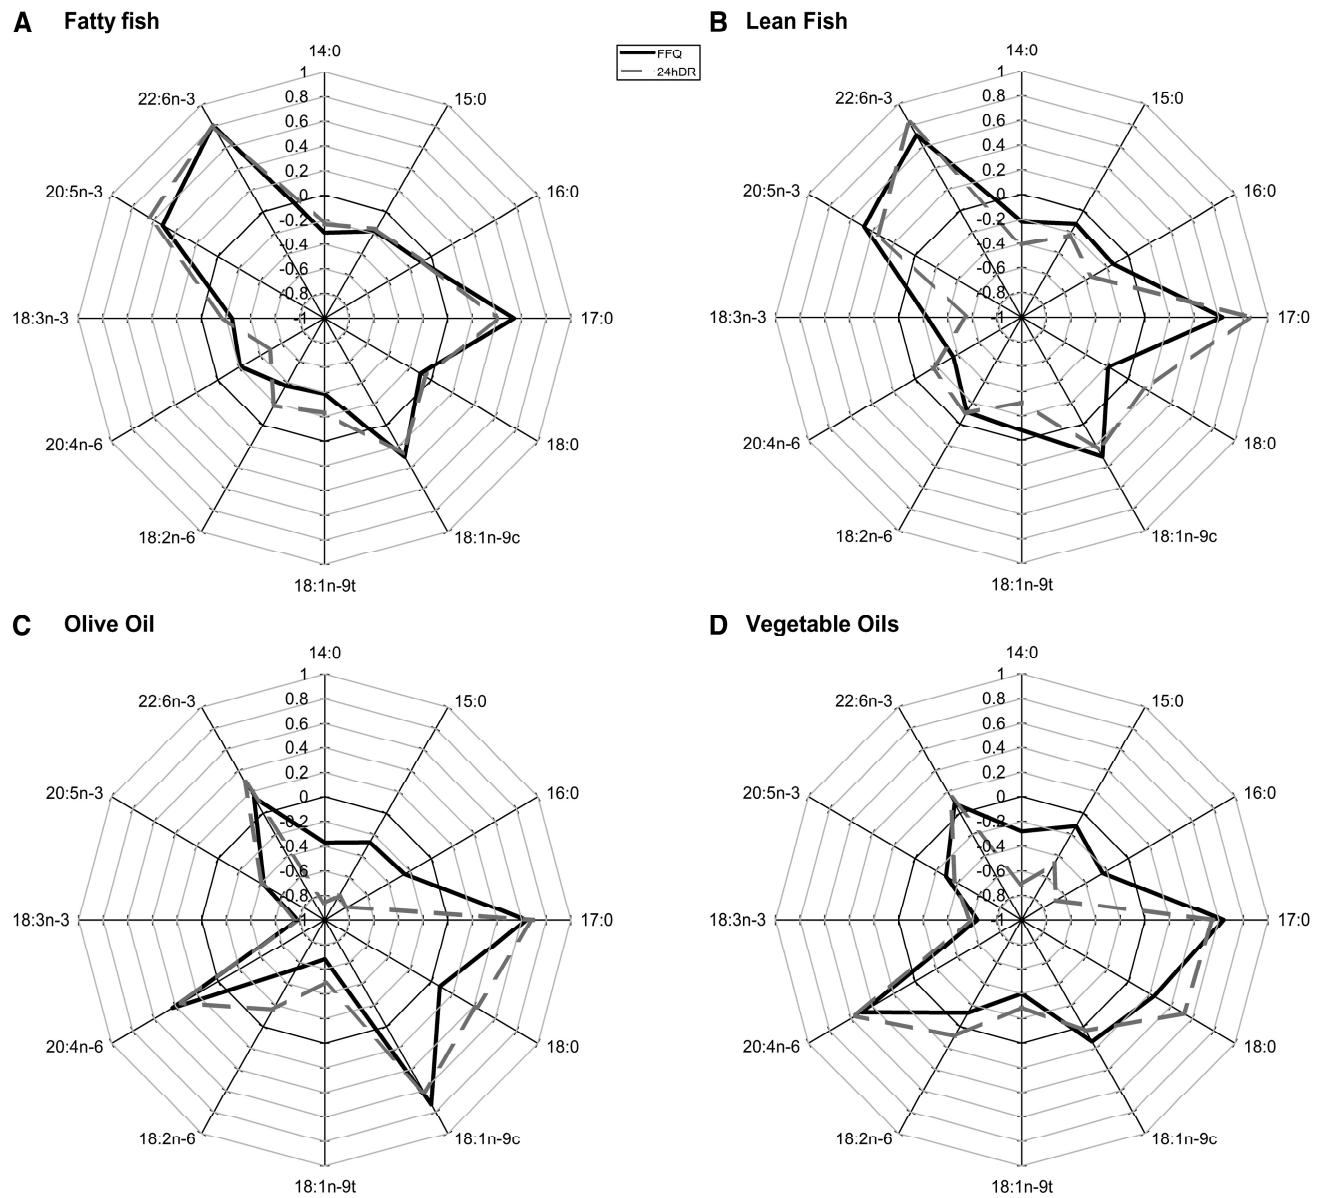 A Fatty fish
14:0
15:0
16:0
17:0
18:0
18:1n-9c
18:1n-9t
18:2n-6
20:4n-6
18:3n-3
20:5n-3
22:6n-3
1
0.8
0.6
0.4
0.2
0
-0.2
-0.4
-0.6
-0.8
-1
FFQ
24hDR
B Lean Fish
14:0
15:0
16:0
17:0
18:0
18:1n-9c
18:1n-9t
18:2n-6
20:4n-6
18:3n-3
20:5n-3
22:6n-3
1
0.8
0.6
0.4
0.2
0
-0.2
-0.4
-0.6
-0.8
-1
C Olive Oil
14:0
15:0
16:0
17:0
18:0
18:1n-9c
18:1n-9t
18:2n-6
20:4n-6
18:3n-3
20:5n-3
22:6n-3
1
0.8
0.6
0.4
0.2
0
-0.2
-0.4
-0.6
-0.8
-1
D Vegetable Oils
14:0
15:0
16:0
17:0
18:0
18:1n-9c
18:1n-9t
18:2n-6
20:4n-6
18:3n-3
20:5n-3
22:6n-3
1
0.8
0.6
0.4
0.2
0
-0.2
-0.4
-0.6
-0.8
-1